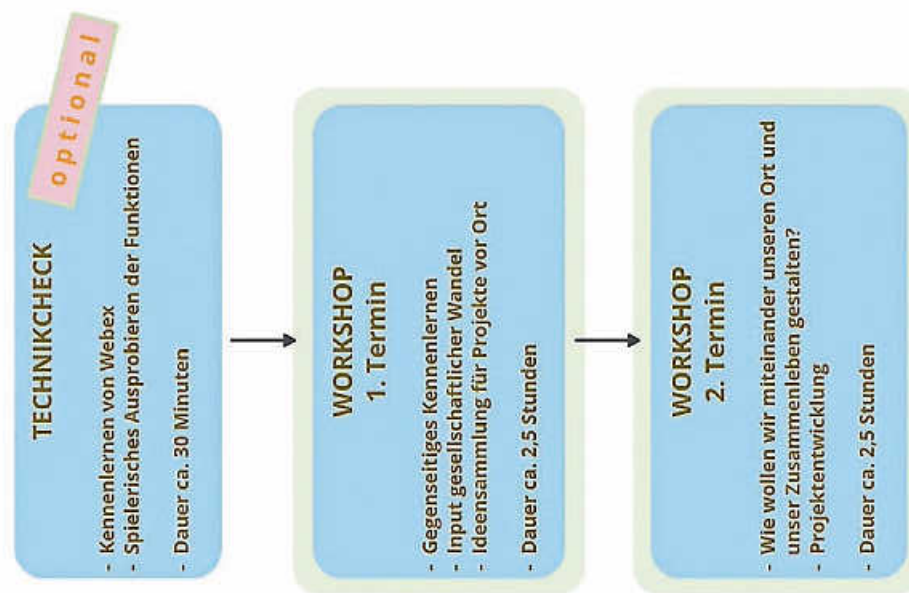 TECHNIKCHECK
optional
- Kennenlernen von Webex
- Spielerisches Ausprobieren der Funktionen
- Dauer ca. 30 Minuten
WORKSHOP
1. Termin
- Gegenseitiges Kennenlernen
- Input gesellschaftlicher Wandel
- Ideensammlung für Projekte vor Ort
- Dauer ca. 2,5 Stunden
WORKSHOP
2. Termin
- Wie wollen wir miteinander unseren Ort und
unser Zusammenleben gestalten?
- Projektentwicklung
- Dauer ca. 2,5 Stunden